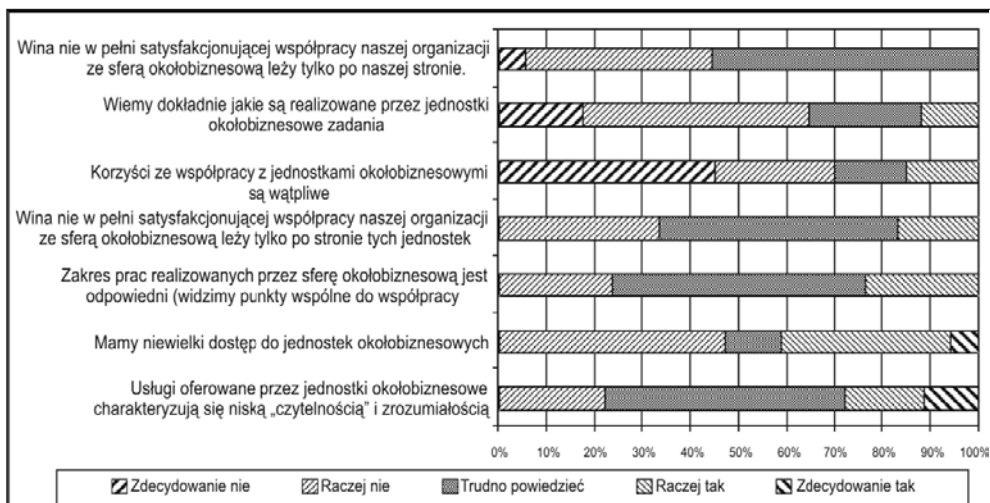 Wina nie w pełni satysfakcjonującej współpracy naszej organizacji
ze sferą okołobiznesową leży tylko po naszej stronie.
Wiemy dokładnie jakie są realizowane przez jednostki
okołobiznesowe zadania
Korzyści ze współpracy z jednostkami okołobiznesowymi
są wątpliwe
Wina nie w pełni satysfakcjonującej współpracy naszej organizacji
ze sferą okołobiznesową leży tylko po stronie tych jednostek
Zakres prac realizowanych przez sferę okołobiznesową jest
odpowiedni (widzimy punkty wspólne do współpracy
Mamy niewielki dostęp do jednostek okołobiznesowych
Usługi oferowane przez jednostki okołobiznesowe
charakteryzują się niską „czytelnością” i zrozumiałością
0% 10% 20% 30% 40% 50% 60% 70% 80% 90% 100%
Zdecydowanie nie Raczej nie Trudno powiedzieć Raczej tak Zdecydowanie tak